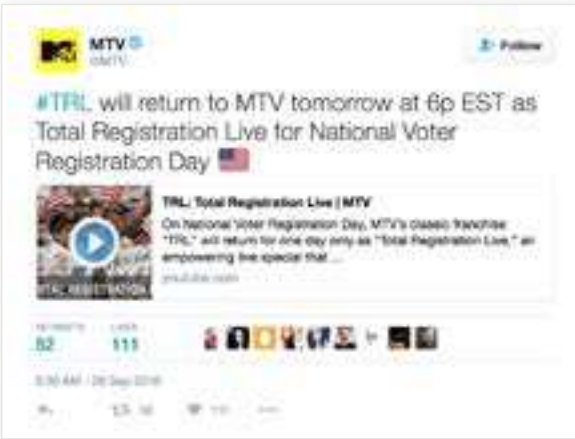 MTV
@MTV
Follow
#TRL will return to MTV tomorrow at 6p EST as
Total Registration Live for National Voter
Registration Day
TRL: Total Registration Live | MTV
On National Voter Registration Day, MTV's classic franchise
"TRL" will return for one day only as "Total Registration Live," an
empowering live special that ...
youtube.com
RETWEETS LIKES
52 111